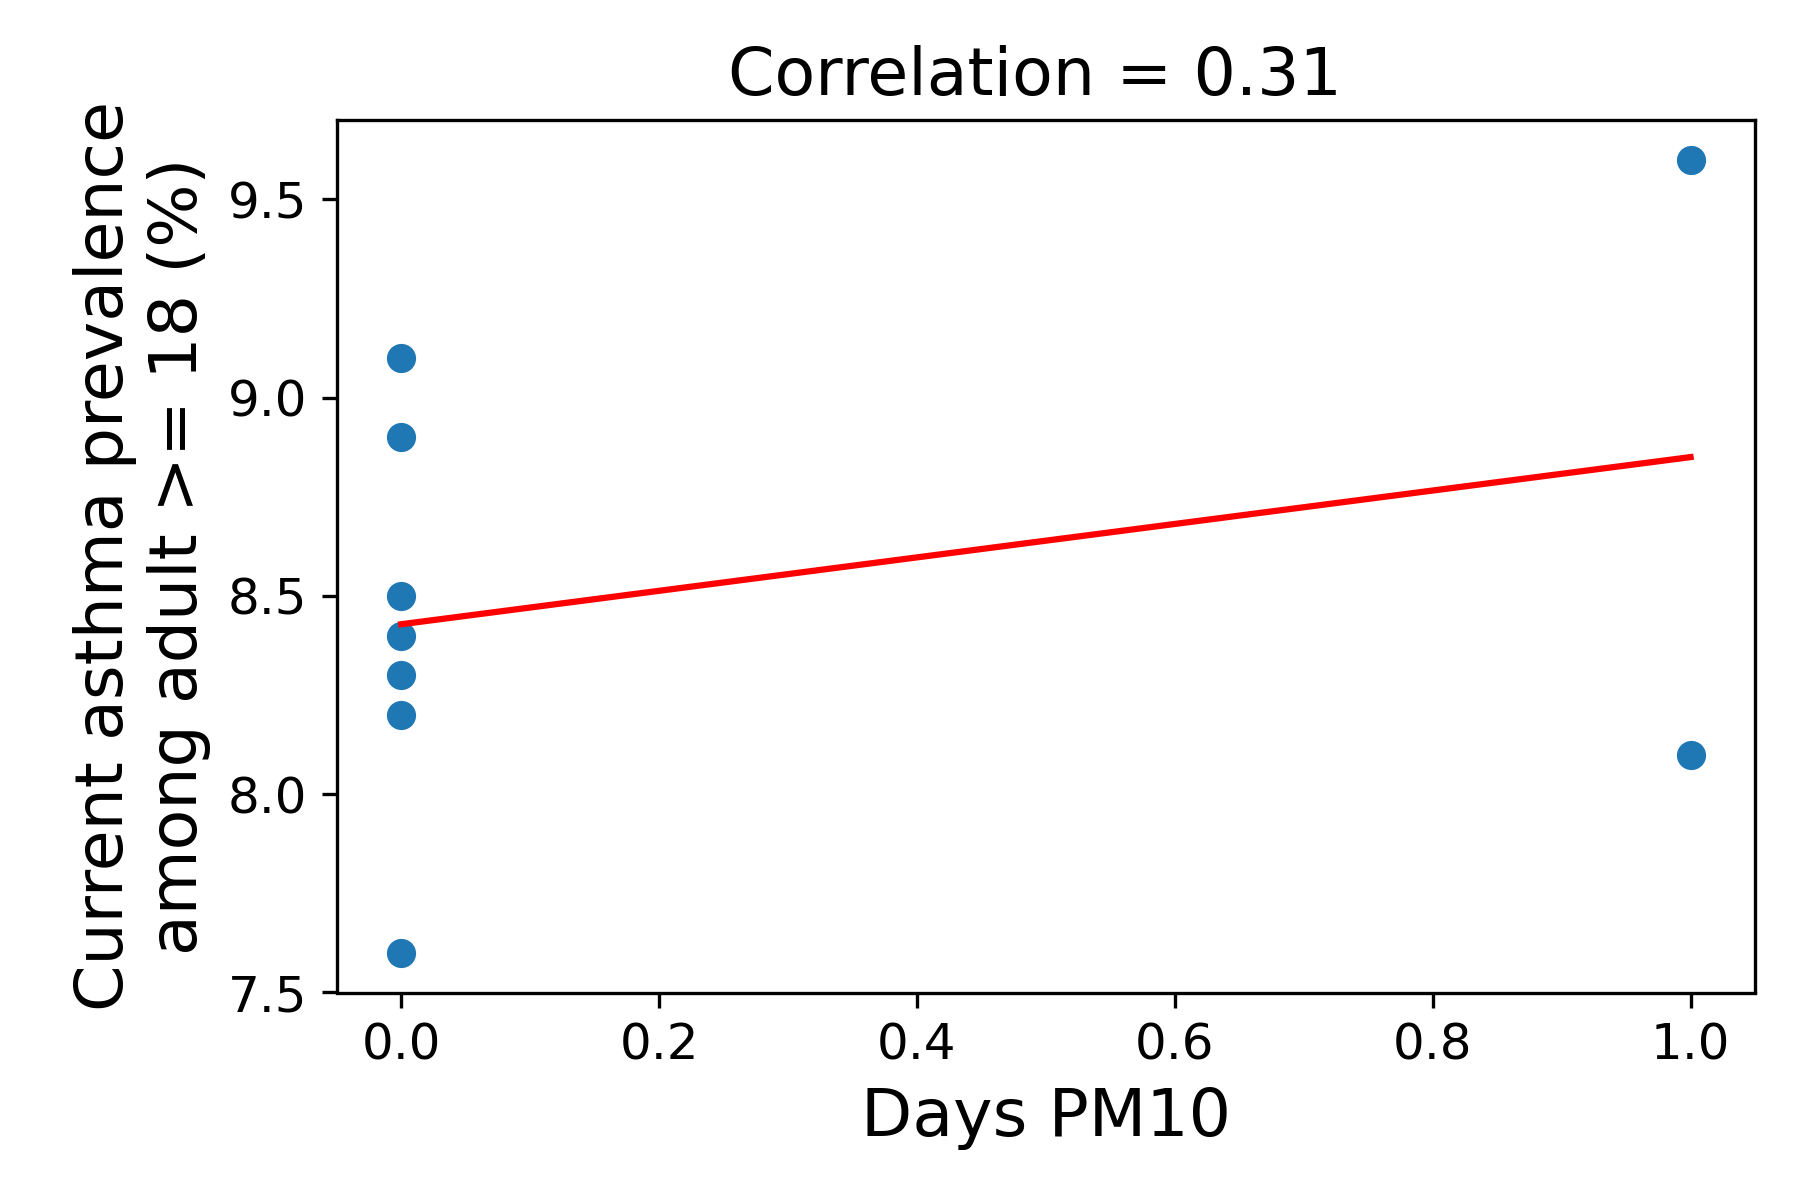 Correlation = 0.31
Current asthma prevalence
among adult >= 18 (%)
9.5
9.0
8.5
8.0
7.5
0.0 0.2 0.4 0.6 0.8 1.0
Days PM10